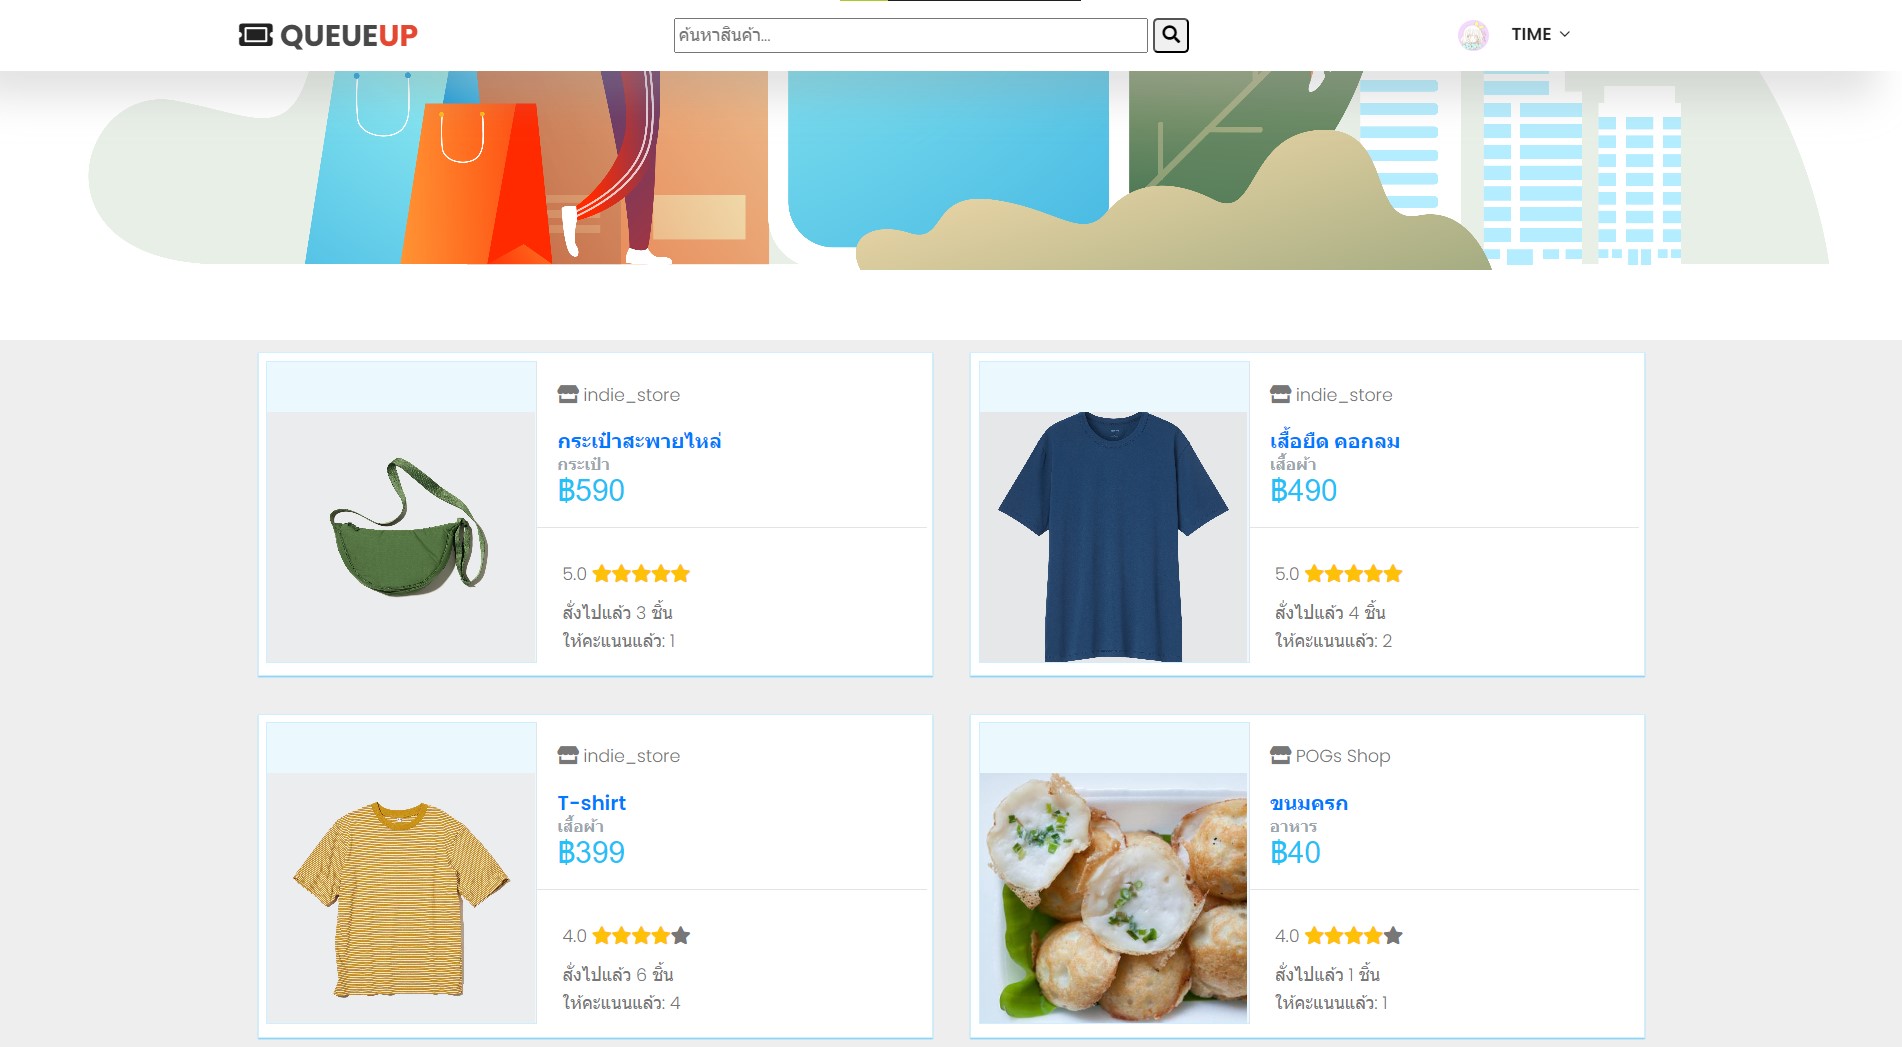 QUEUEUP
ค้นหาสินค้า...
TIME
indie_store
กระเป๋าสะพายไหล่
กระเป๋า
฿590
5.0
สั่งไปแล้ว 3 ชิ้น
ให้คะแนนแล้ว: 1
indie_store
เสื้อยืด คอกลม
เสื้อผ้า
฿490
5.0
สั่งไปแล้ว 4 ชิ้น
ให้คะแนนแล้ว: 2
indie_store
T-shirt
เสื้อผ้า
฿399
4.0
สั่งไปแล้ว 6 ชิ้น
ให้คะแนนแล้ว: 4
POGs Shop
ขนมครก
อาหาร
฿40
4.0
สั่งไปแล้ว 1 ชิ้น
ให้คะแนนแล้ว: 1